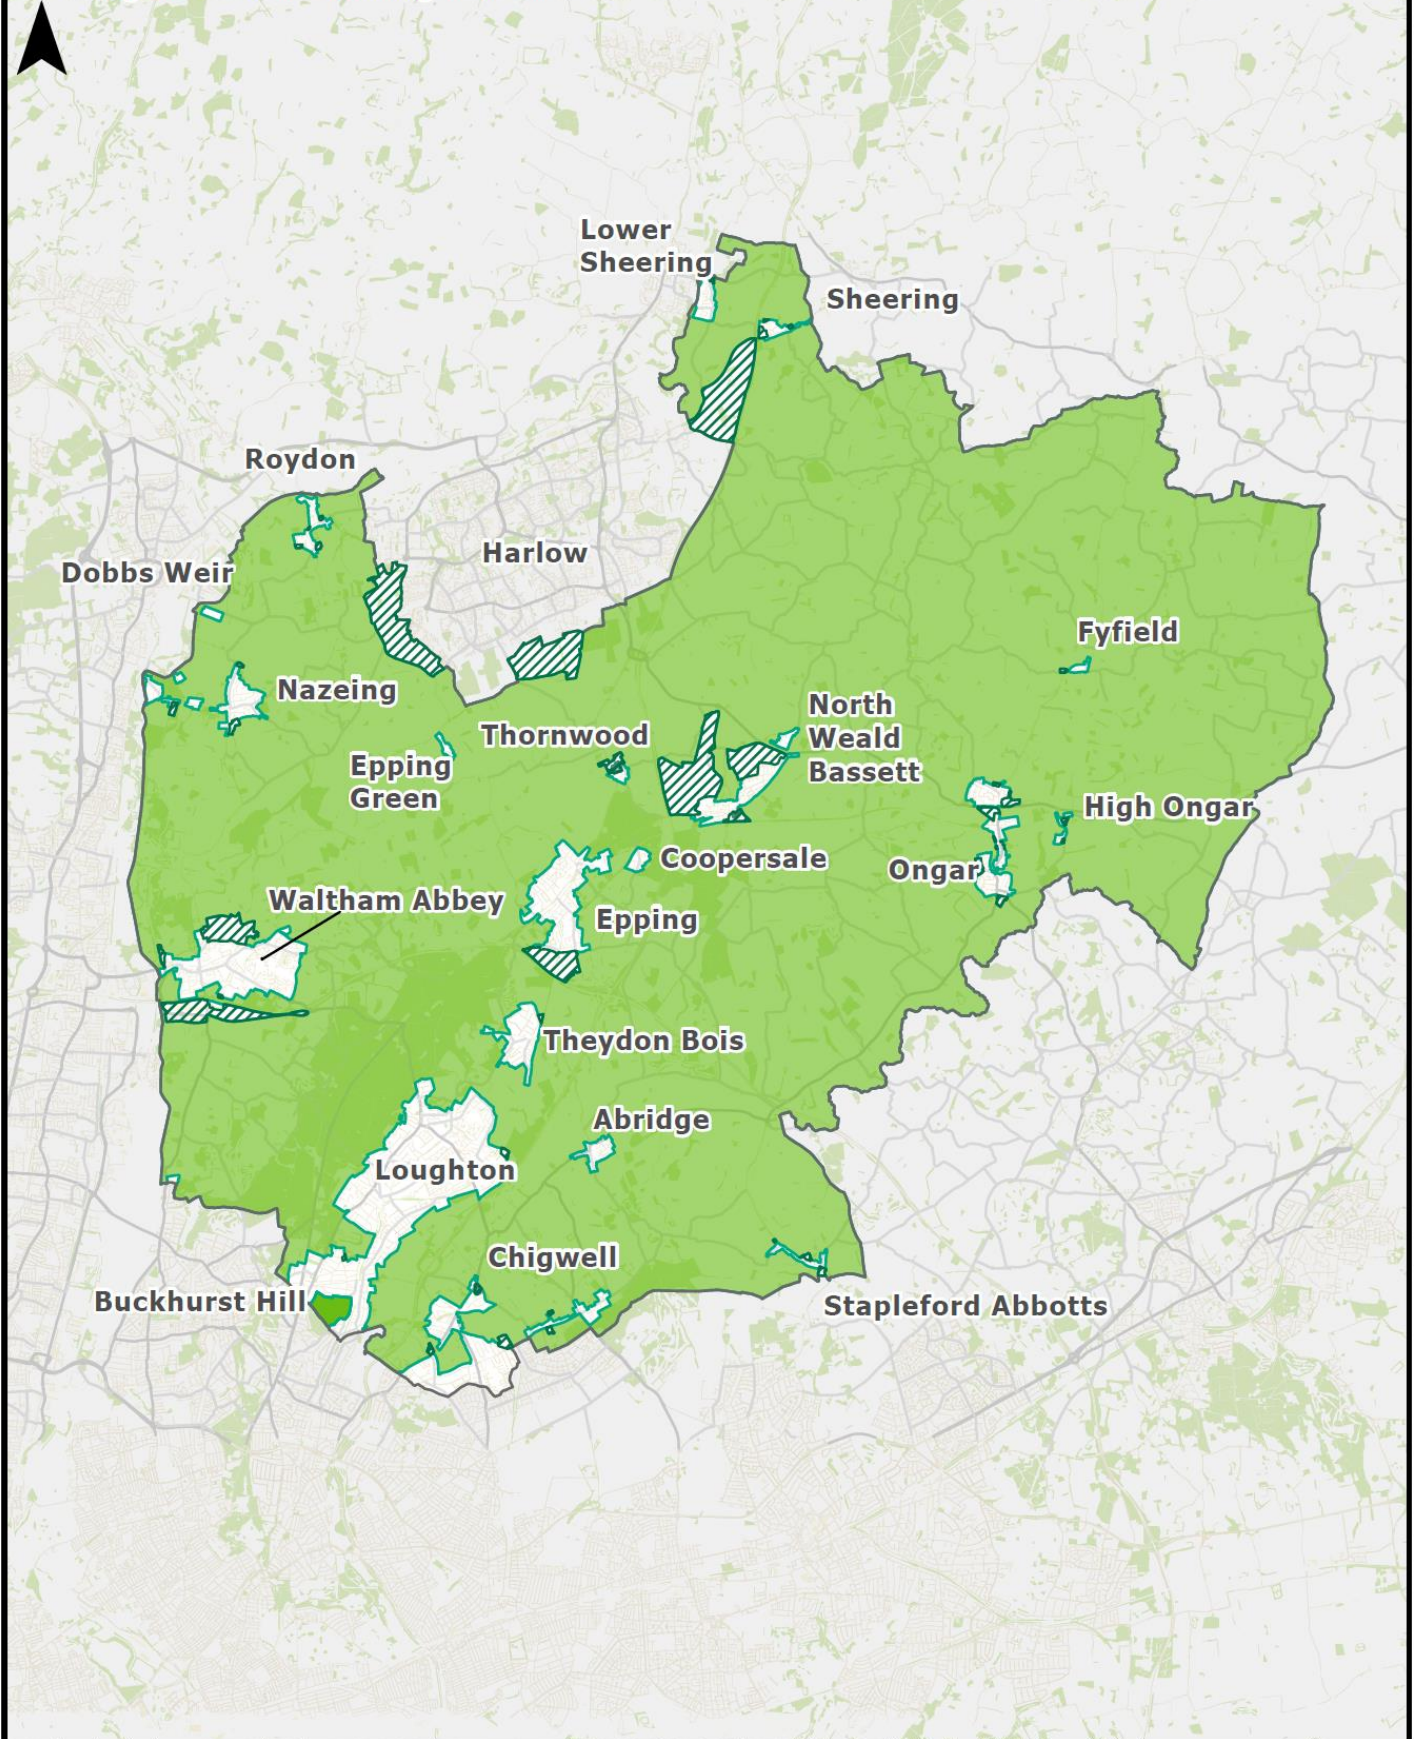 Lower
Sheering
Sheering
Roydon
Harlow
Dobbs Weir
Fyfield
Nazeing
North
Weald
Bassett
Thornwood
Epping
Green
High Ongar
Coopersale
Ongar
Waltham Abbey
Epping
Theydon Bois
Abridge
Loughton
Chigwell
Buckhurst Hill
Stapleford Abbotts